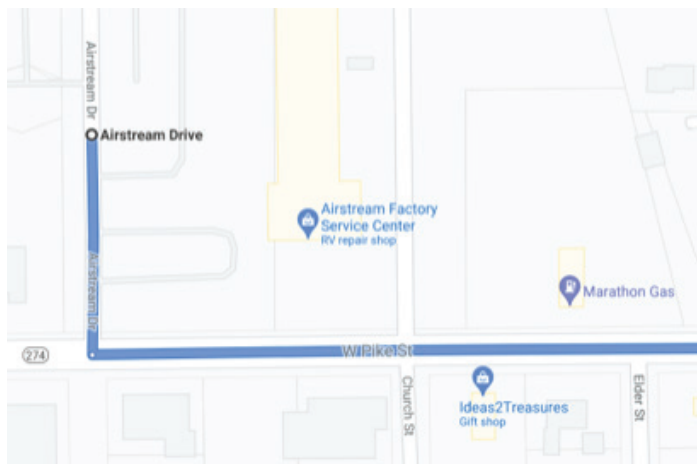 Airstream Dr
Airstream Drive
Airstream Factory
Service Center
RV repair shop
Airstream Dr
Marathon Gas
274
W Pike St
Church St
Ideas2Treasures
Gift shop
Elder St